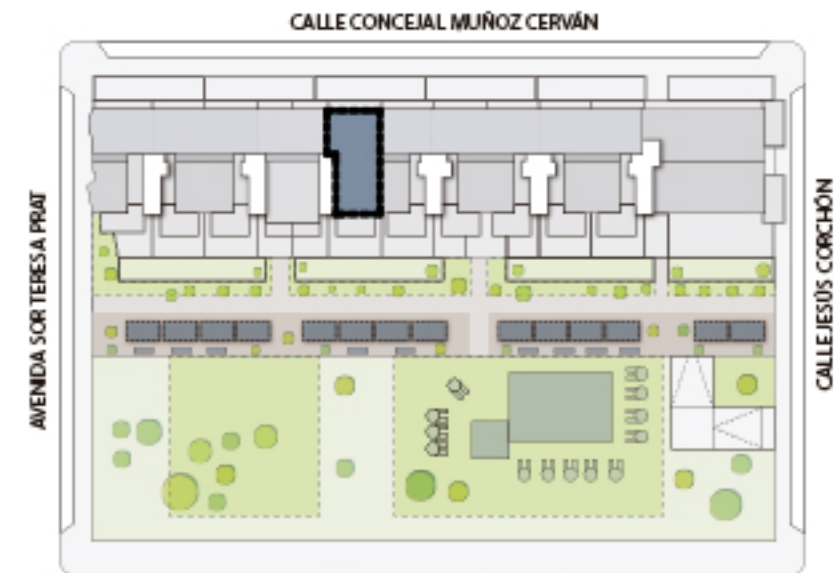 CALLE CONCEJAL MUÑOZ CERVÁN
AVENIDA SOR TERESA PRAT
CALLE JESÚS CORCHÓN